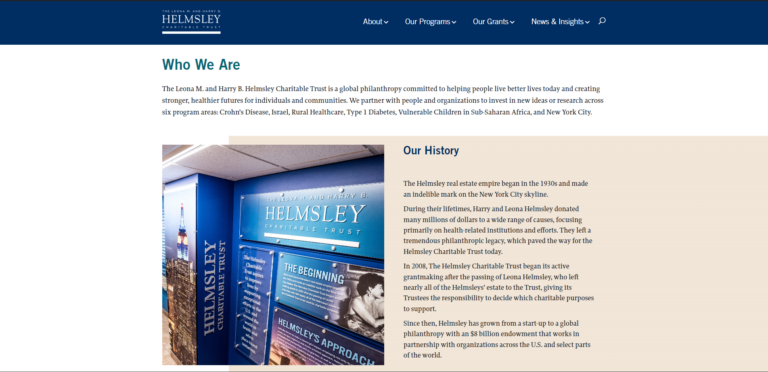 THE LEONA M. AND HARRY B.
HELMSLEY
CHARITABLE TRUST
About Our Programs Our Grants News & Insights
Who We Are
The Leona M. and Harry B. Helmsley Charitable Trust is a global philanthropy committed to helping people live better lives today and creating
stronger, healthier futures for individuals and communities. We partner with people and organizations to invest in new ideas or research across
six program areas: Crohn's Disease, Israel, Rural Healthcare, Type 1 Diabetes, Vulnerable Children in Sub-Saharan Africa, and New York City.
THE LEONA M. AND HARRY B.
HELMSLEY
CHARITABLE TRUST
HELMSLEY
CHARITABLE TRUST
The Helmsley
Charitable Trust
THE BEGINNING
HELMSLEY'S APPROACH
Our History
The Helmsley real estate empire began in the 1930s and made
an indelible mark on the New York City skyline.
During their lifetimes, Harry and Leona Helmsley donated
many millions of dollars to a wide range of causes, focusing
primarily on health-related institutions and efforts. They left a
tremendous philanthropic legacy, which paved the way for the
Helmsley Charitable Trust today.
In 2008, The Helmsley Charitable Trust began its active
grantmaking after the passing of Leona Helmsley, who left
nearly all of the Helmsleys' estate to the Trust, giving its
Trustees the responsibility to decide which charitable purposes
to support.
Since then, Helmsley has grown from a start-up to a global
philanthropy with an $8 billion endowment that works in
partnership with organizations across the U.S. and select parts
of the world.